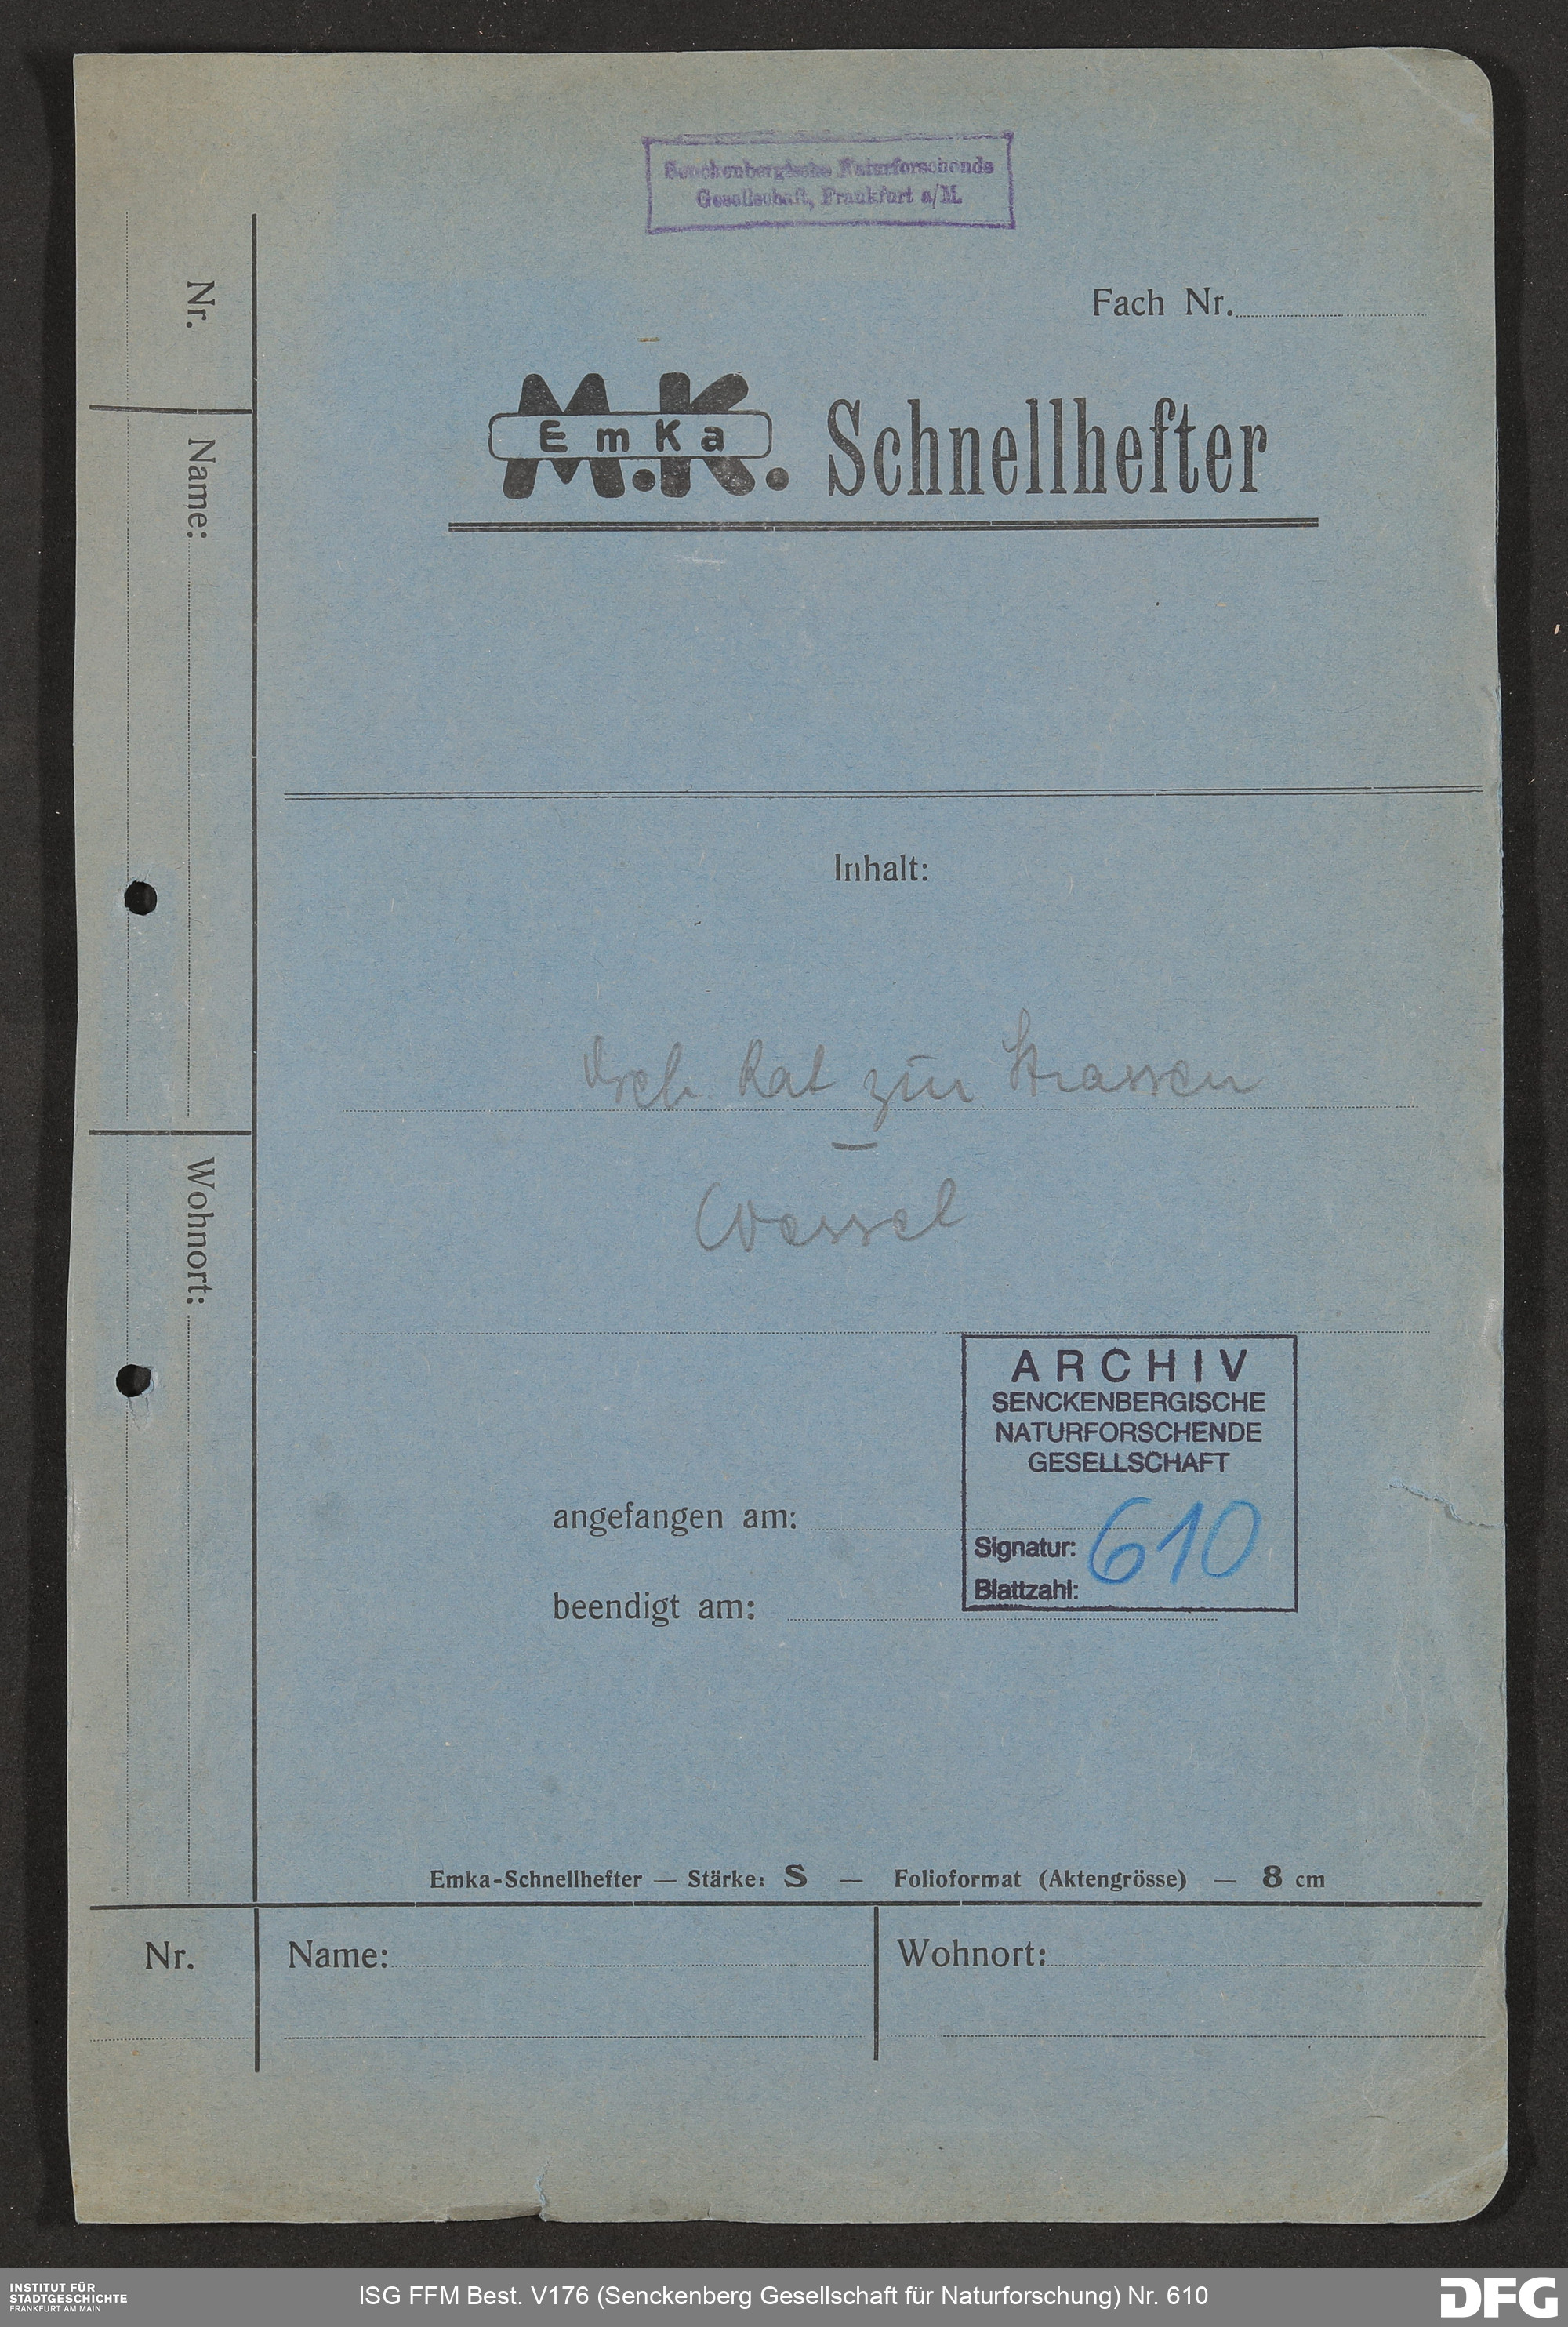 Senckenbergische Naturforschende
Gesellschaft, Frankfurt a/M.
Fach Nr.
M.K.
EmKa
Schnellhefter
Nr.
Name:
Wohnort:
Inhalt:
Rat zur Strassen
Wessel
ARCHIV
SENCKENBERGISCHE
NATURFORSCHENDE
GESELLSCHAFT
Signatur: 610
Blattzahl:
angefangen am:
beendigt am:
Emka-Schnellhefter — Stärke: S — Folioformat (Aktengrösse) — 8 cm
Nr.
Name:
Wohnort:
INSTITUT FÜR
STADTGESCHICHTE
FRANKFURT AM MAIN
ISG FFM Best. V176 (Senckenberg Gesellschaft für Naturforschung) Nr. 610
DFG